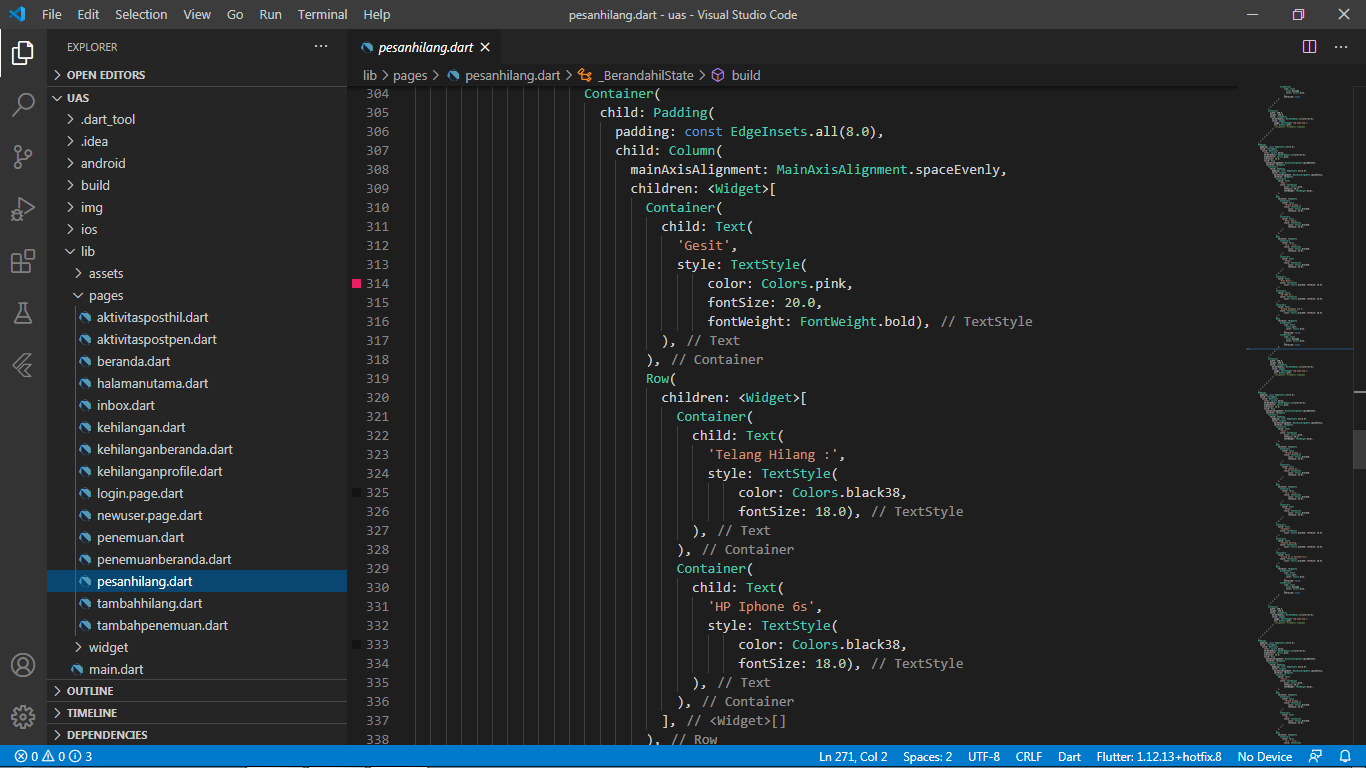 File Edit Selection View Go Run Terminal Help
pesanhilang.dart - uas - Visual Studio Code
EXPLORER
OPEN EDITORS
UAS
.dart_tool
.idea
android
build
img
ios
lib
assets
pages
aktivitasposthil.dart
aktivitaspostpen.dart
beranda.dart
halamanutama.dart
inbox.dart
kehilangan.dart
kehilanganberanda.dart
kehilanganprofile.dart
login.page.dart
newuser.page.dart
penemuan.dart
penemuanberanda.dart
pesanhilang.dart
tambahhilang.dart
tambahpenemuan.dart
widget
main.dart
OUTLINE
TIMELINE
DEPENDENCIES
pesanhilang.dart
lib > pages > pesanhilang.dart > _BerandahilState > build
304 Container(
305 child: Padding(
306 padding: const EdgeInsets.all(8.0),
307 child: Column(
308 mainAxisAlignment: MainAxisAlignment.spaceEvenly,
309 children: <Widget>[
310 Container(
311 child: Text(
312 'Gesit',
313 style: TextStyle(
314 color: Colors.pink,
315 fontSize: 20.0,
316 fontWeight: FontWeight.bold), // TextStyle
317 ), // Text
318 ), // Container
319 Row(
320 children: <Widget>[
321 Container(
322 child: Text(
323 'Telang Hilang :',
324 style: TextStyle(
325 color: Colors.black38,
326 fontSize: 18.0), // TextStyle
327 ), // Text
328 ), // Container
329 Container(
330 child: Text(
331 'HP Iphone 6s',
332 style: TextStyle(
333 color: Colors.black38,
334 fontSize: 18.0), // TextStyle
335 ), // Text
336 ), // Container
337 ], // <Widget>[]
338 ), // Row
0 0 3
Ln 271, Col 2 Spaces: 2 UTF-8 CRLF Dart Flutter: 1.12.13+hotfix.8 No Device